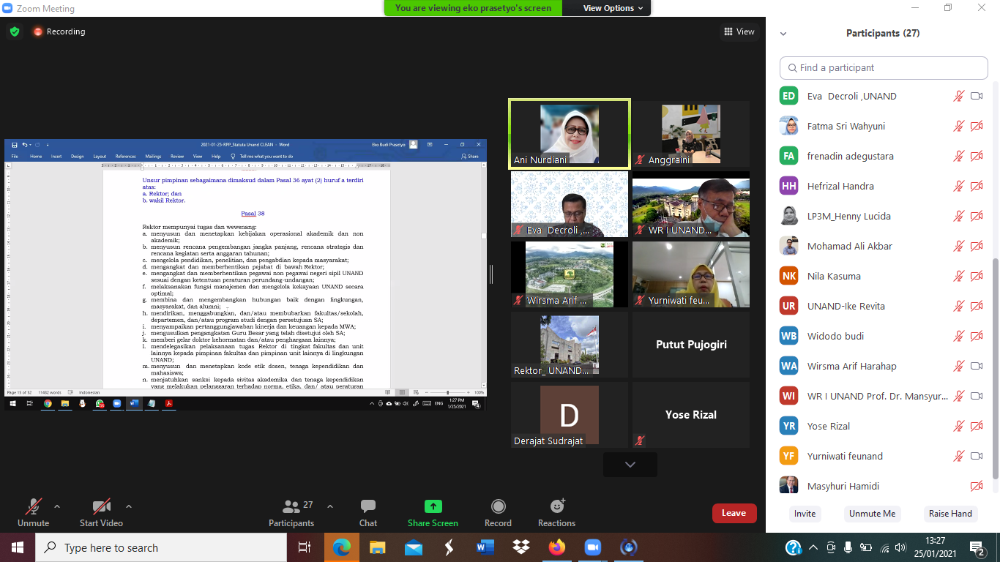 Zoom Meeting
You are viewing eko prasetyo's screen
View Options
Recording
View
2021-01-25-RPP_Statuta Unand CLEAN - Word
Eko Budi Prasetyo
File Home Insert Design Layout References Mailings Review View Help Tell me what you want to do Share
Unsur pimpinan sebagaimana dimaksud dalam Pasal 36 ayat (2) huruf a terdiri
atas:
a. Rektor; dan
b. wakil Rektor.
Pasal 38
Rektor mempunyai tugas dan wewenang:
a. menyusun dan menetapkan kebijakan operasional akademik dan non
akademik;
b. menyusun rencana pengembangan jangka panjang, rencana strategis dan
rencana kegiatan serta anggaran tahunan;
c. mengelola pendidikan, penelitian, dan pengabdian kepada masyarakat;
d. mengangkat dan memberhentikan pejabat di bawah Rektor;
e. mengangkat dan memberhentikan pegawai non pegawai negeri sipil UNAND
sesuai dengan ketentuan peraturan perundang-undangan;
f. melaksanakan fungsi manajemen dan mengelola kekayaan UNAND secara
optimal;
g. membina dan mengembangkan hubungan baik dengan lingkungan,
masyarakat, dan alumni;
h. mendirikan, menggabungkan, dan/atau membubarkan fakultas/sekolah,
departemen, dan/atau program studi dengan persetujuan SA;
i. menyampaikan pertanggungjawaban kinerja dan keuangan kepada MWA;
j. mengusulkan pengangkatan Guru Besar yang telah disetujui oleh SA;
k. memberi gelar doktor kehormatan dan/atau penghargaan lainnya;
l. mendelegasikan pelaksanaan tugas Rektor di tingkat fakultas dan unit
lainnya kepada pimpinan fakultas dan pimpinan unit lainnya di lingkungan
UNAND;
m. menyusun dan menetapkan kode etik dosen, tenaga kependidikan dan
mahasiswa;
n. menjatuhkan sanksi kepada sivitas akademika dan tenaga kependidikan
yang melakukan pelanggaran terhadap norma, etika, dan/ atau peraturan
Page 15 of 52 11482 words Indonesian 100%
ENG
1:27 PM
1/25/2021
Ani Nurdiani
Anggraini
Eva Decroli ,...
WR I UNAND...
Wirsma Arif ...
Yurniwati feu...
Rektor_ UNAND...
Putut Pujogiri
D
Derajat Sudrajat
Yose Rizal
Participants (27)
Find a participant
ED Eva Decroli ,UNAND
Fatma Sri Wahyuni
FA frenadin adegustara
HH Hefrizal Handra
LP3M_Henny Lucida
Mohamad Ali Akbar
NK Nila Kasuma
UR UNAND-Ike Revita
WB Widodo budi
WA Wirsma Arif Harahap
WI WR I UNAND Prof. Dr. Mansyur...
YR Yose Rizal
YF Yurniwati feunand
Masyhuri Hamidi
Invite
Unmute Me
Raise Hand
Unmute
Start Video
27
Participants
Chat
Share Screen
Record
Reactions
Leave
Type here to search
13:27
25/01/2021
2